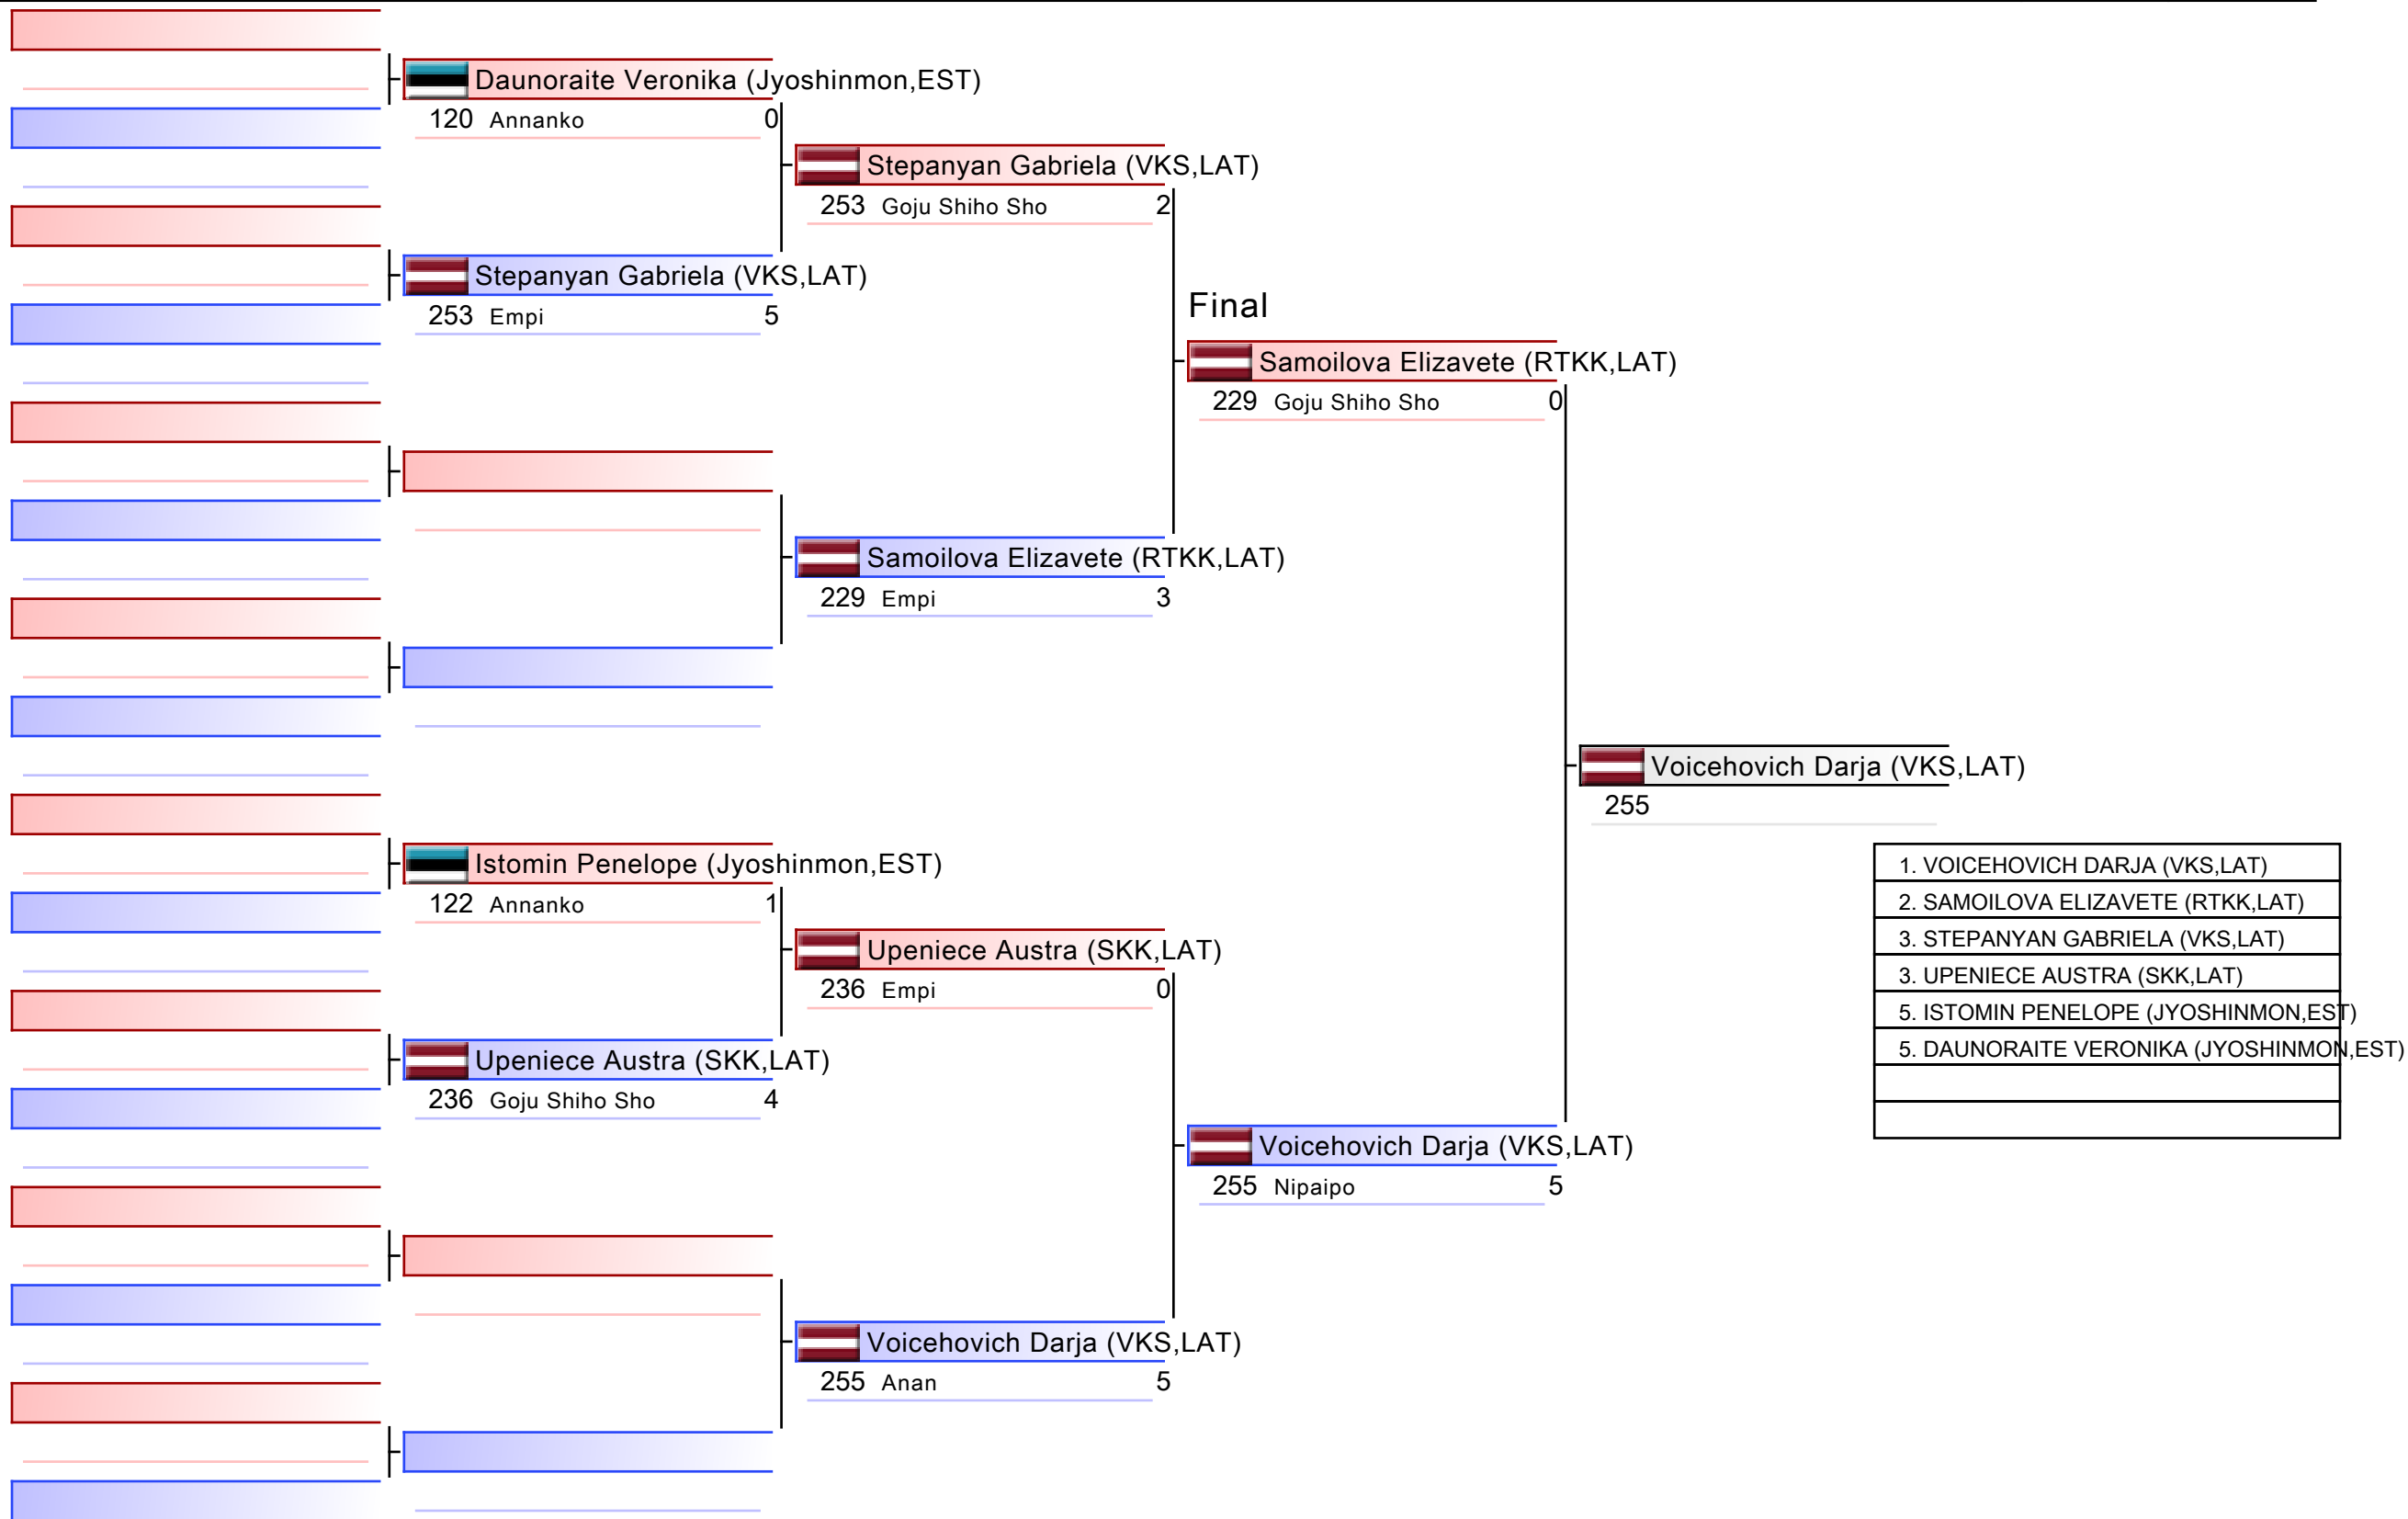 Daunoraite Veronika (Jyoshinmon,EST)
120 Annanko 0
Stepanyan Gabriela (VKS,LAT)
253 Empi 5
Istomin Penelope (Jyoshinmon,EST)
122 Annanko 1
Upeniece Austra (SKK,LAT)
236 Goju Shiho Sho 4
Stepanyan Gabriela (VKS,LAT)
253 Goju Shiho Sho 2
Samoilova Elizavete (RTKK,LAT)
229 Empi 3
Upeniece Austra (SKK,LAT)
236 Empi 0
Voicehovich Darja (VKS,LAT)
255 Anan 5
Final
Samoilova Elizavete (RTKK,LAT)
229 Goju Shiho Sho 0
Voicehovich Darja (VKS,LAT)
255 Nipaipo 5
Voicehovich Darja (VKS,LAT)
255
1. VOICEHOVICH DARJA (VKS,LAT)
2. SAMOILOVA ELIZAVETE (RTKK,LAT)
3. STEPANYAN GABRIELA (VKS,LAT)
3. UPENIECE AUSTRA (SKK,LAT)
5. ISTOMIN PENELOPE (JYOSHINMON,EST)
5. DAUNORAITE VERONIKA (JYOSHINMON,EST)